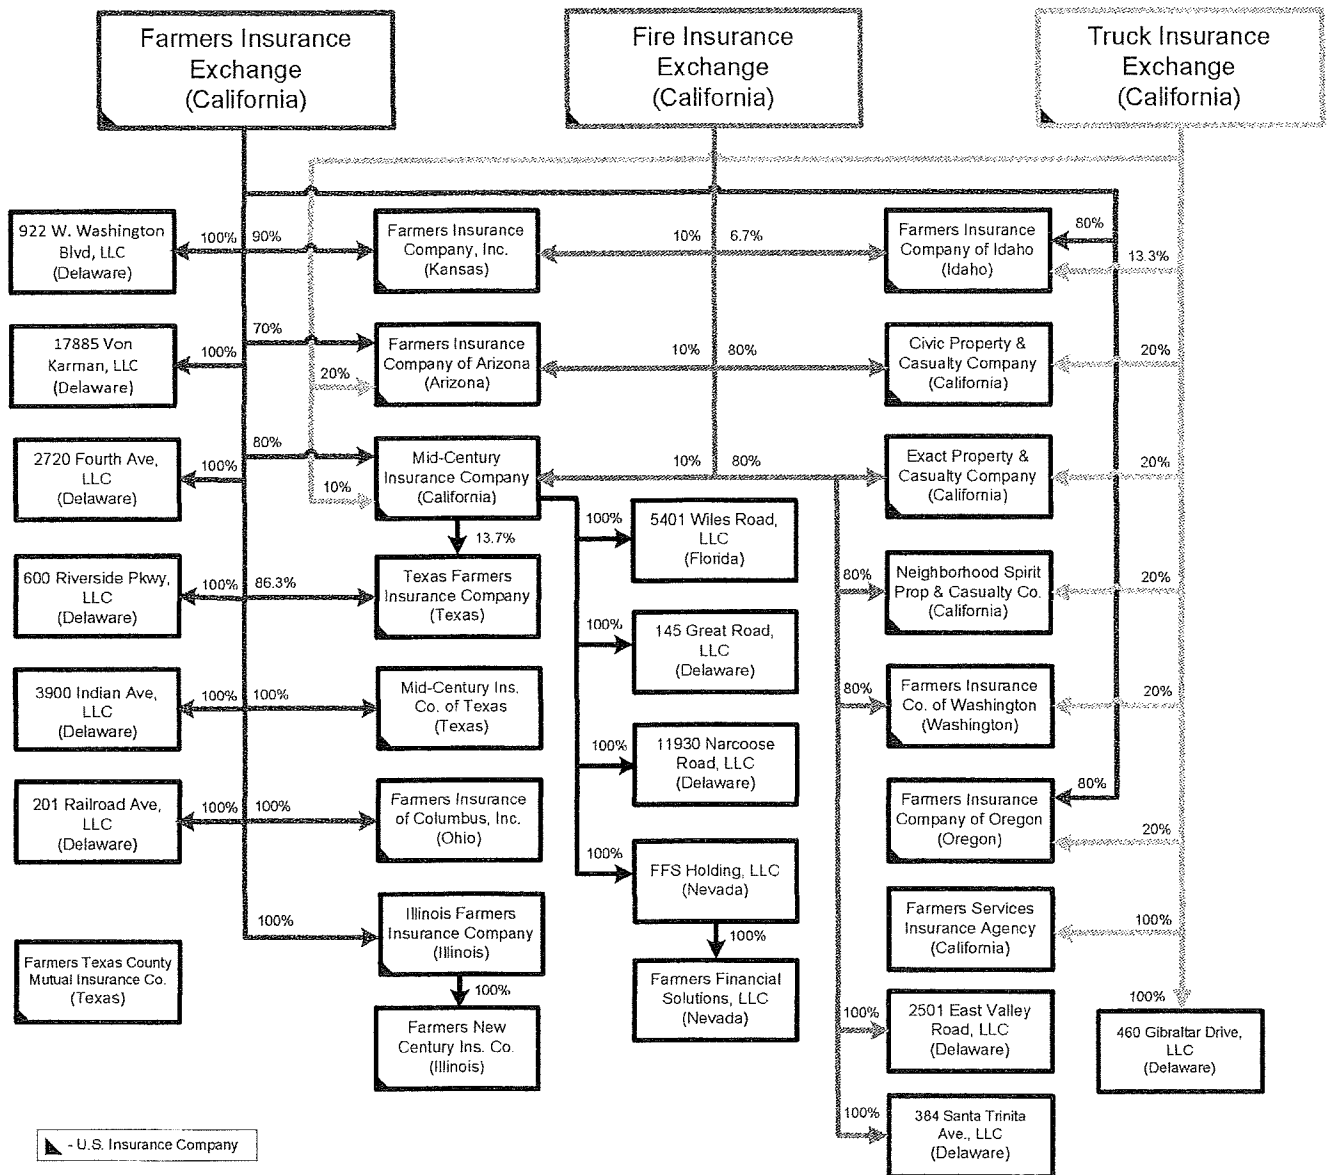 Farmers Insurance
Exchange
(California)
Fire Insurance
Exchange
(California)
Truck Insurance
Exchange
(California)
922 W. Washington
Blvd, LLC
(Delaware)
100%
90%
Farmers Insurance
Company, Inc.
(Kansas)
10%
6.7%
Farmers Insurance
Company of Idaho
(Idaho)
80%
13.3%
17885 Von
Karman, LLC
(Delaware)
100%
70%
20%
Farmers Insurance
Company of Arizona
(Arizona)
10%
80%
Civic Property &
Casualty Company
(California)
20%
2720 Fourth Ave,
LLC
(Delaware)
100%
80%
10%
Mid-Century
Insurance Company
(California)
10%
80%
Exact Property &
Casualty Company
(California)
20%
13.7%
100%
5401 Wiles Road,
LLC
(Florida)
600 Riverside Pkwy,
LLC
(Delaware)
100%
86.3%
Texas Farmers
Insurance Company
(Texas)
80%
Neighborhood Spirit
Prop & Casualty Co.
(California)
20%
100%
145 Great Road,
LLC
(Delaware)
3900 Indian Ave,
LLC
(Delaware)
100%
100%
Mid-Century Ins.
Co. of Texas
(Texas)
80%
Farmers Insurance
Co. of Washington
(Washington)
20%
100%
11930 Narcoose
Road, LLC
(Delaware)
201 Railroad Ave,
LLC
(Delaware)
100%
100%
Farmers Insurance
of Columbus, Inc.
(Ohio)
Farmers Insurance
Company of Oregon
(Oregon)
80%
20%
100%
FFS Holding, LLC
(Nevada)
100%
Illinois Farmers
Insurance Company
(Illinois)
Farmers Services
Insurance Agency
(California)
100%
Farmers Texas County
Mutual Insurance Co.
(Texas)
100%
Farmers Financial
Solutions, LLC
(Nevada)
100%
Farmers New
Century Ins. Co.
(Illinois)
100%
2501 East Valley
Road, LLC
(Delaware)
100%
460 Gibraltar Drive,
LLC
(Delaware)
100%
384 Santa Trinita
Ave., LLC
(Delaware)
- U.S. Insurance Company